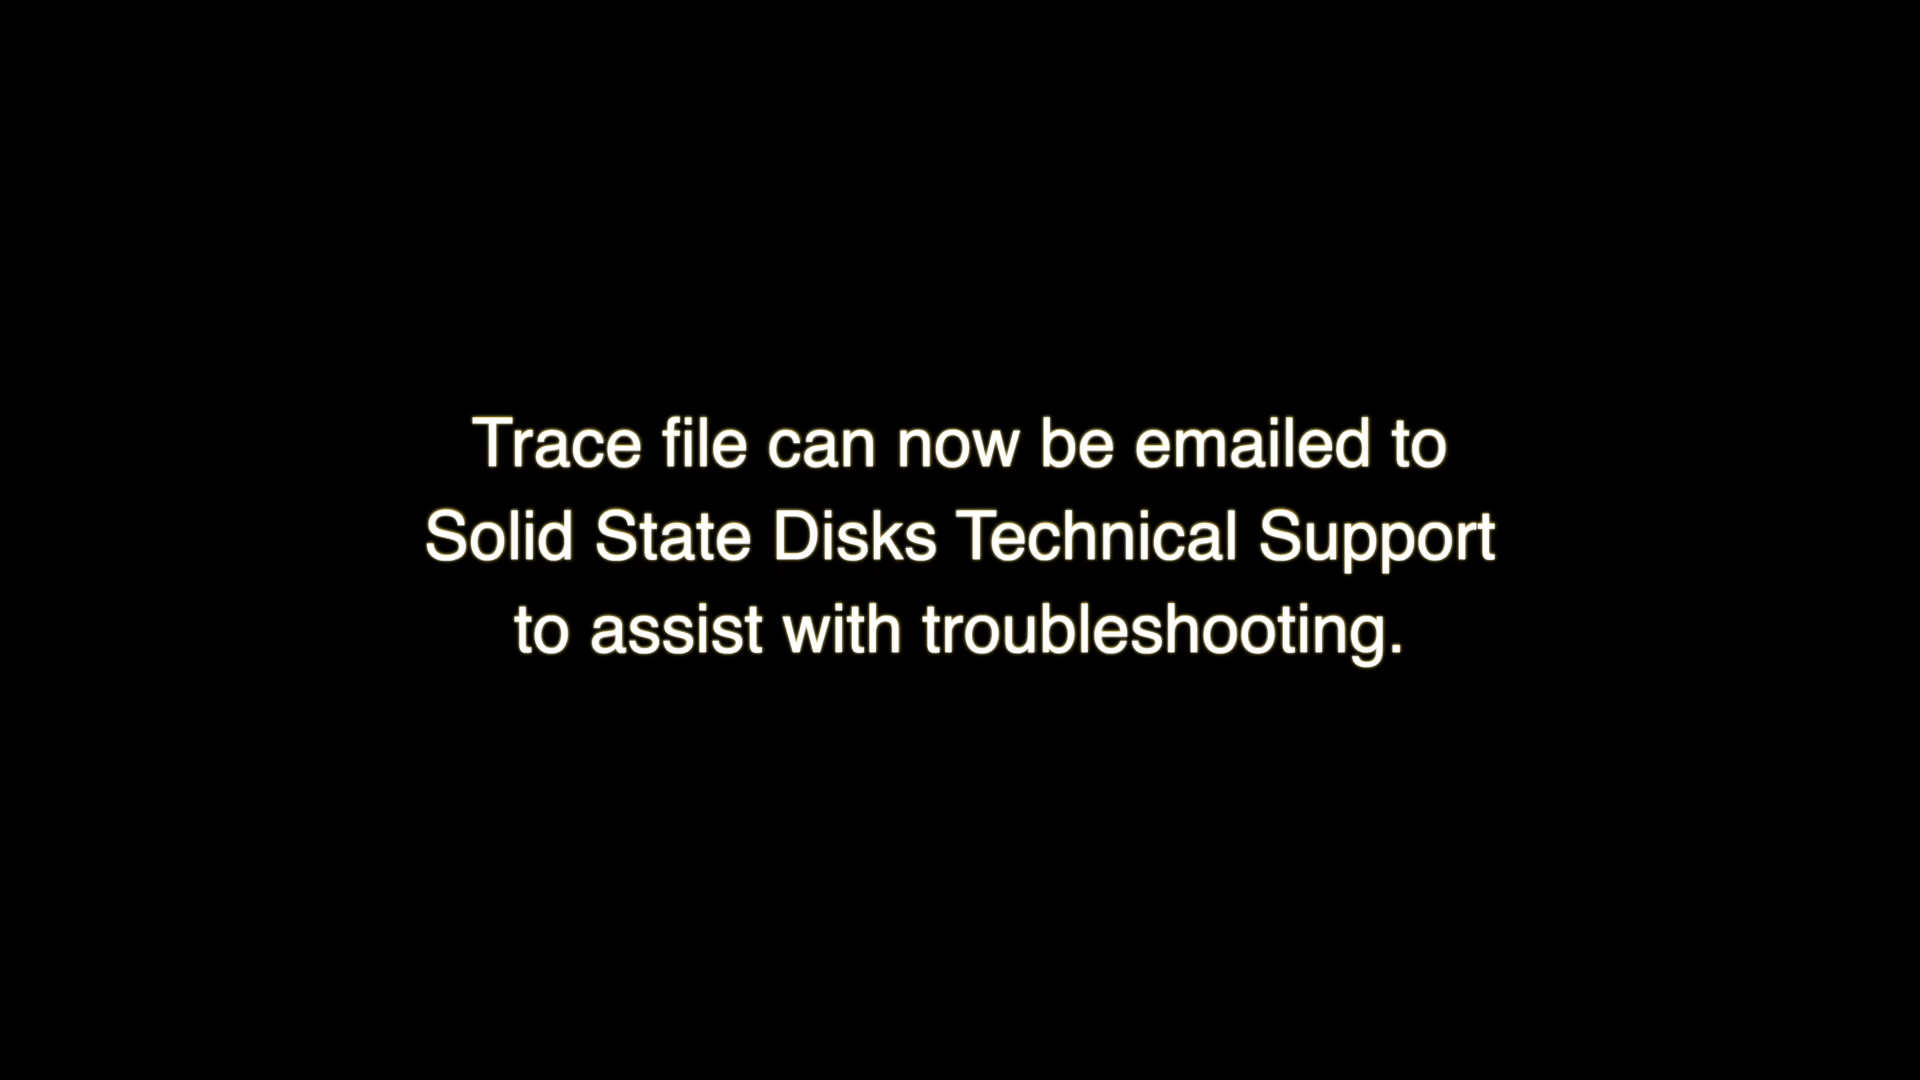 Trace file can now be emailed to
Solid State Disks Technical Support
to assist with troubleshooting.